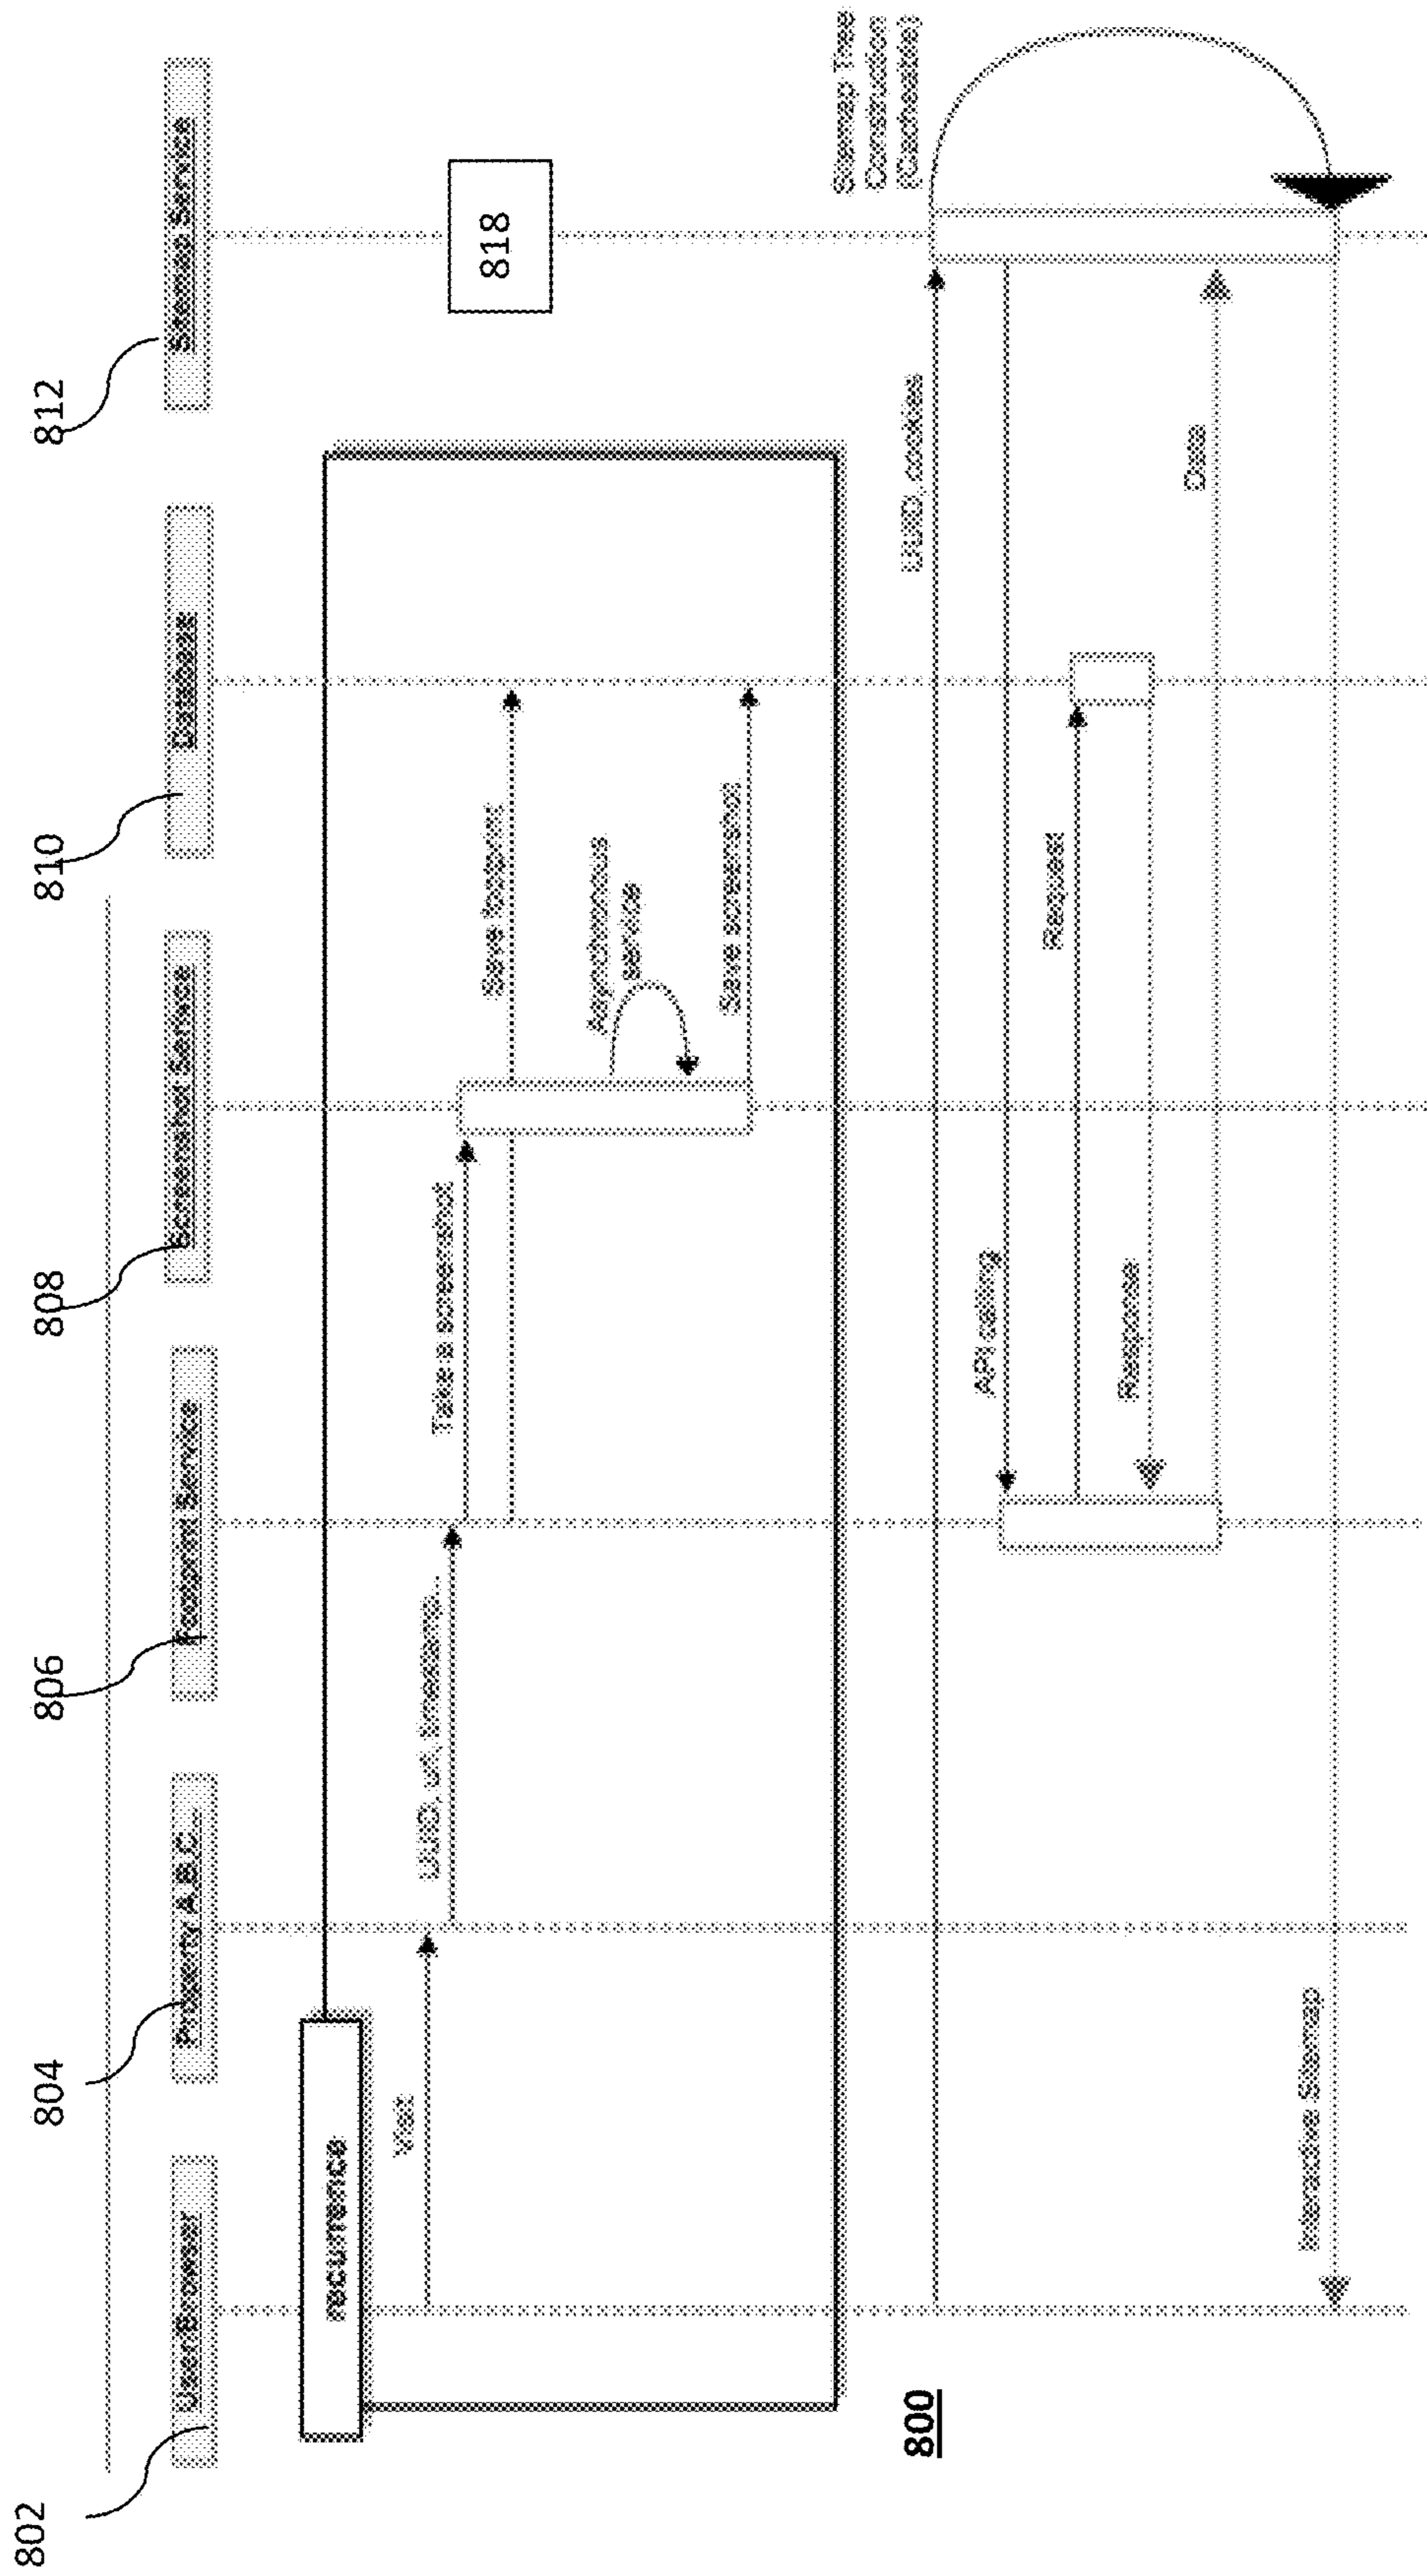 802
804
806
808
810
812
User Browser
Property A,B,C...
Footprint Service
Screenshot Service
Database
Sitemap Service
recurrence
Visit
UUID, url, timestamp...
Take a screenshot
818
Save footprint
Asynchronous
service
Save screenshot
Sitemap Tree
Construction
(Cacheable)
UUID, cookies
API calling
Request
Response
Data
Interactive Sitemap
800